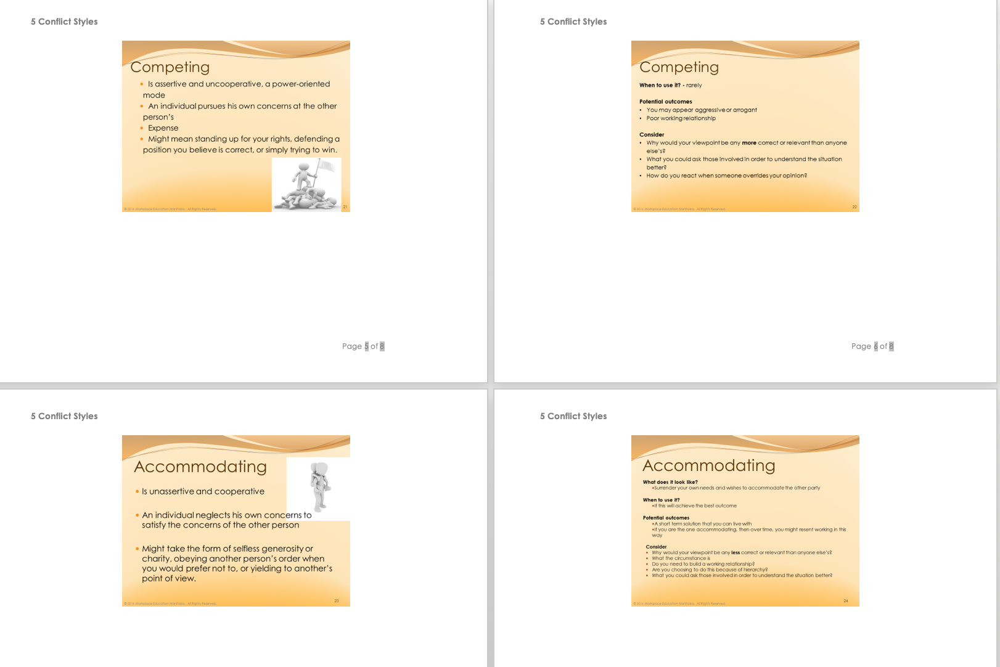 5 Conflict Styles
Competing
• Is assertive and uncooperative, a power-oriented
mode
• An individual pursues his own concerns at the other
person's
• Expense
• Might mean standing up for your rights, defending a
position you believe is correct, or simply trying to win.
© 2016 Workplace Education Manitoba. All Rights Reserved.
21
Page 5 of 8
5 Conflict Styles
Competing
When to use it? - rarely
Potential outcomes
• You may appear aggressive or arrogant
• Poor working relationship
Consider
• Why would your viewpoint be any more correct or relevant than anyone
else's?
• What you could ask those involved in order to understand the situation
better?
• How do you react when someone overrides your opinion?
© 2016 Workplace Education Manitoba. All Rights Reserved.
22
Page 6 of 8
5 Conflict Styles
Accommodating
• Is unassertive and cooperative
• An individual neglects his own concerns to
satisfy the concerns of the other person
• Might take the form of selfless generosity or
charity, obeying another person's order when
you would prefer not to, or yielding to another's
point of view.
© 2016 Workplace Education Manitoba. All Rights Reserved.
23
5 Conflict Styles
Accommodating
What does it look like?
•Surrender your own needs and wishes to accommodate the other party
When to use it?
•If this will achieve the best outcome
Potential outcomes
•A short term solution that you can live with
•If you are the one accommodating, then over time, you might resent working in this
way
Consider
• Why would your viewpoint be any less correct or relevant than anyone else's?
• What the circumstance is
• Do you need to build a working relationship?
• Are you choosing to do this because of hierarchy?
• What you could ask those involved in order to understand the situation better?
© 2016 Workplace Education Manitoba. All Rights Reserved.
24